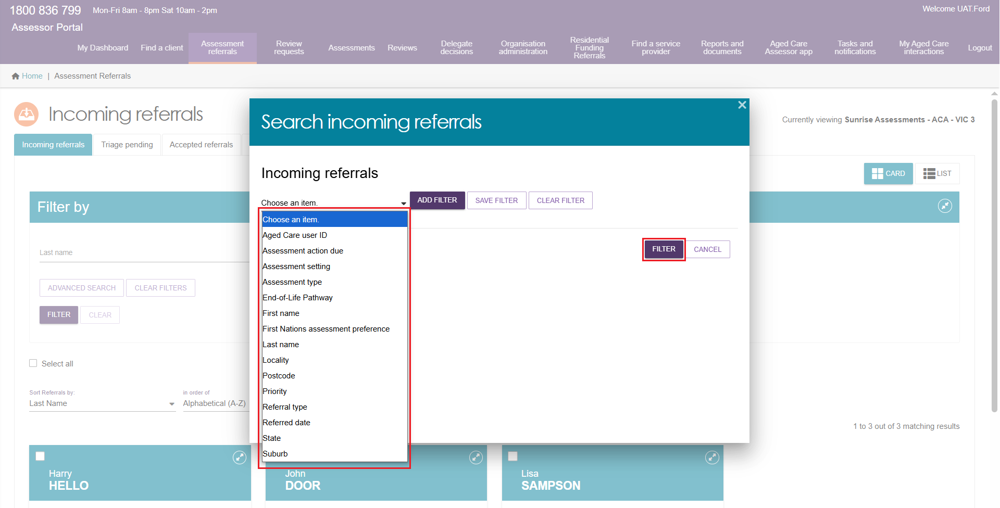 1800 836 799 Mon-Fri 8am - 8pm Sat 10am - 2pm
Welcome UAT.Ford
Assessor Portal
My Dashboard
Find a client
Assessment
referrals
Review
requests
Assessments
Reviews
Delegate
decisions
Organisation
administration
Residential
Funding
Referrals
Find a service
provider
Reports and
documents
Aged Care
Assessor app
Tasks and
notifications
My Aged Care
interactions
Logout
Home | Assessment Referrals
Incoming referrals
Currently viewing Sunrise Assessments - ACA - VIC 3
Incoming referrals
Triage pending
Accepted referrals
CARD
LIST
Filter by
Last name
ADVANCED SEARCH
CLEAR FILTERS
FILTER
CLEAR
Select all
Sort Referrals by:
Last Name
in order of
Alphabetical (A-Z)
1 to 3 out of 3 matching results
Harry
HELLO
John
DOOR
Lisa
SAMPSON
Search incoming referrals
Incoming referrals
Choose an item.
ADD FILTER
SAVE FILTER
CLEAR FILTER
Choose an item.
Aged Care user ID
Assessment action due
Assessment setting
Assessment type
End-of-Life Pathway
First name
First Nations assessment preference
Last name
Locality
Postcode
Priority
Referral type
Referred date
State
Suburb
FILTER
CANCEL